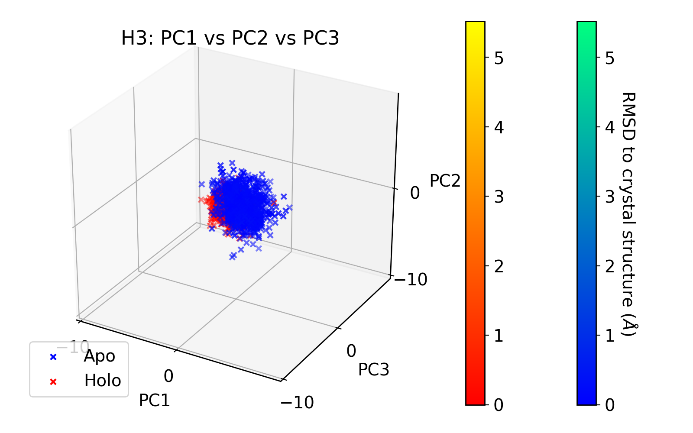 H3: PC1 vs PC2 vs PC3
PC2
0
−10
0
PC3
−10
−10
0
PC1
Apo
Holo
5
4
3
2
1
0
5
4
3
2
1
0
RMSD to crystal structure (Å)